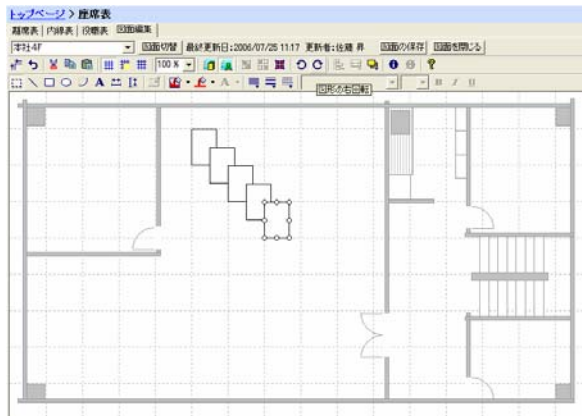 トップページ > 座席表
座席表 | 内線表 | 役職表 図面編集
本社4F 図面切替 最終更新日:2006/07/25 11:17 更新者:佐藤 昇 図面の保存 図面を閉じる
100 %
A A B I U
図形の右回転